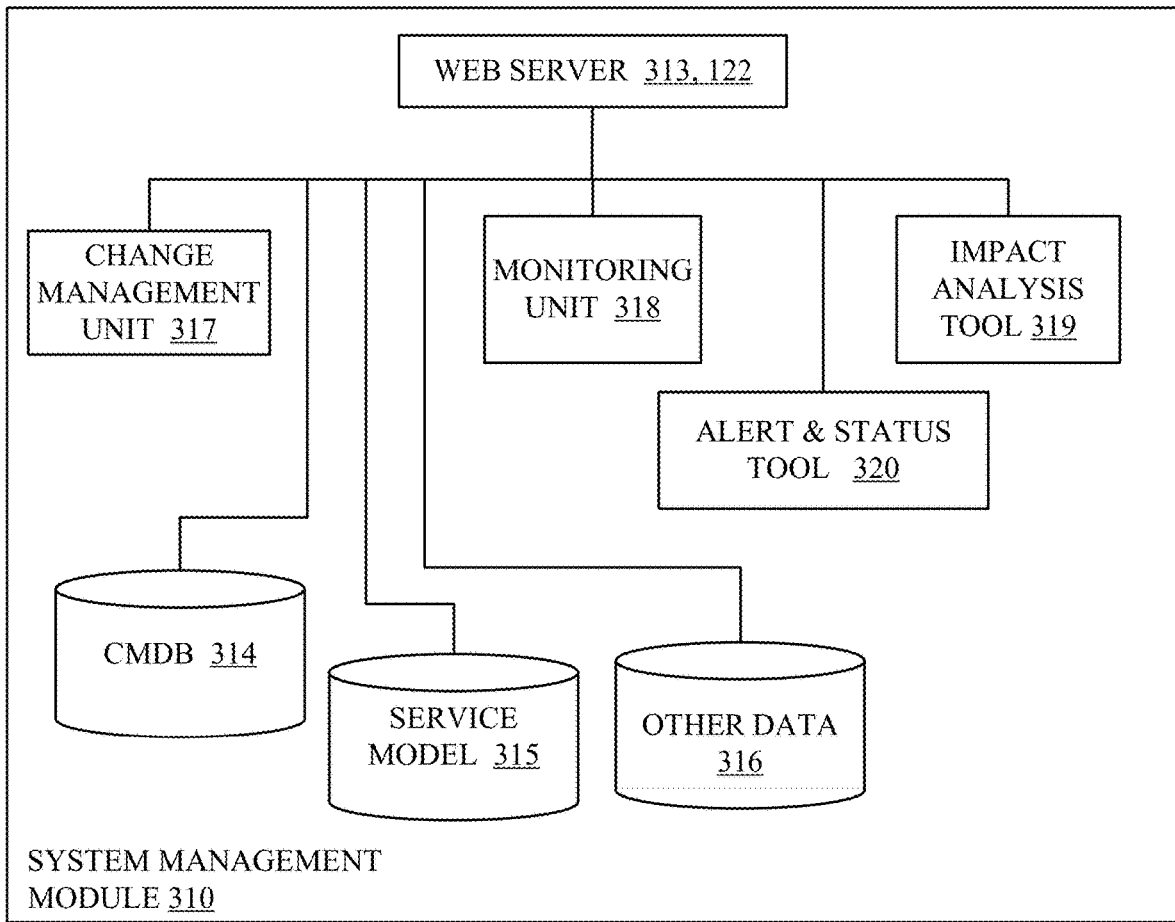 WEB SERVER 313, 122
CHANGE
MANAGEMENT
UNIT 317
MONITORING
UNIT 318
IMPACT
ANALYSIS
TOOL 319
ALERT & STATUS
TOOL 320
CMDB 314
SERVICE
MODEL 315
OTHER DATA
316
SYSTEM MANAGEMENT
MODULE 310